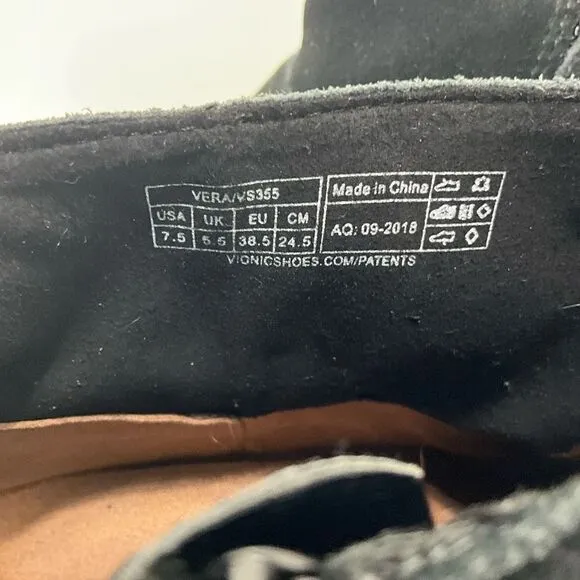 VERA/VS355
USA UK EU CM
7.5 5.5 38.5 24.5
Made in China
AQ: 09-2018
VIONICSHOES.COM/PATENTS